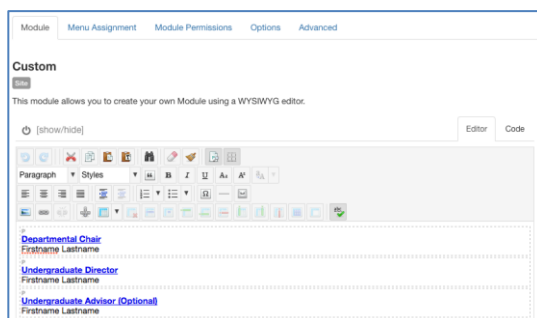 Module Menu Assignment Module Permissions Options Advanced
Custom
Site
This module allows you to create your own Module using a WYSIWYG editor.
[show/hide] Editor Code
Paragraph Styles
Departmental Chair
Firstname Lastname
Undergraduate Director
Firstname Lastname
Undergraduate Advisor (Optional)
Firstname Lastname